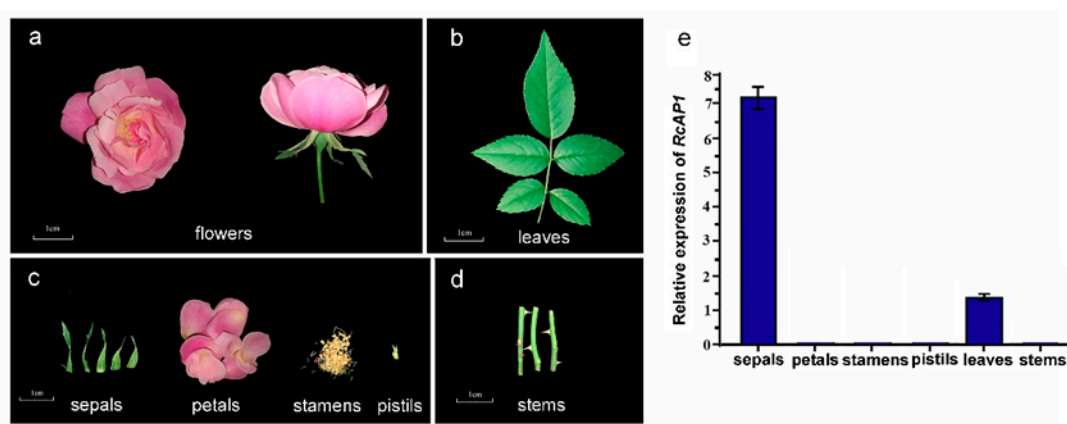 a
1cm
1cm
flowers
b
1cm
leaves
c
1cm
sepals
petals
stamens
pistils
d
1cm
stems
e
Relative expression of RcAP1
8
7
6
5
4
3
2
1
0
sepals petals stamens pistils leaves stems